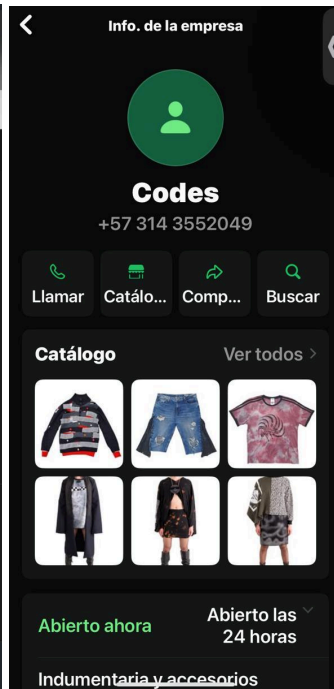 Info. de la empresa
Codes
+57 314 3552049
Llamar
Catálo...
Comp...
Buscar
Catálogo
Ver todos
Abierto ahora
Abierto las
24 horas
Indumentaria y accesorios